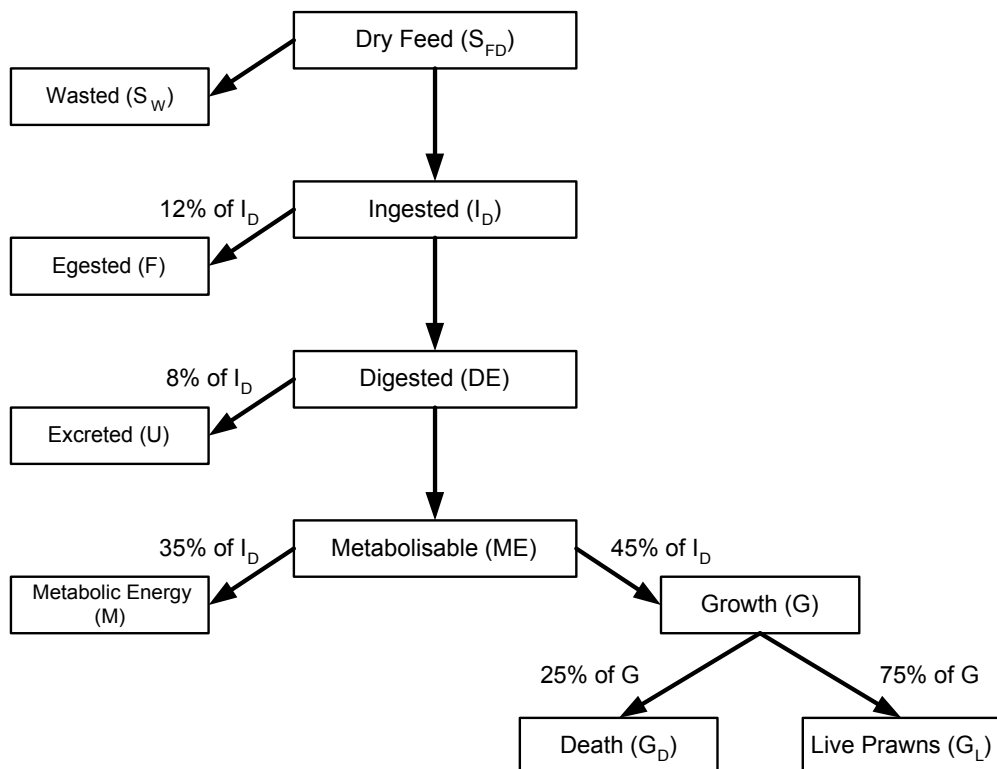 Dry Feed (S_FD)
Wasted (S_W)
12% of I_D
Ingested (I_D)
Egested (F)
8% of I_D
Digested (DE)
Excreted (U)
35% of I_D
Metabolisable (ME)
45% of I_D
Metabolic Energy
(M)
Growth (G)
25% of G
75% of G
Death (G_D)
Live Prawns (G_L)